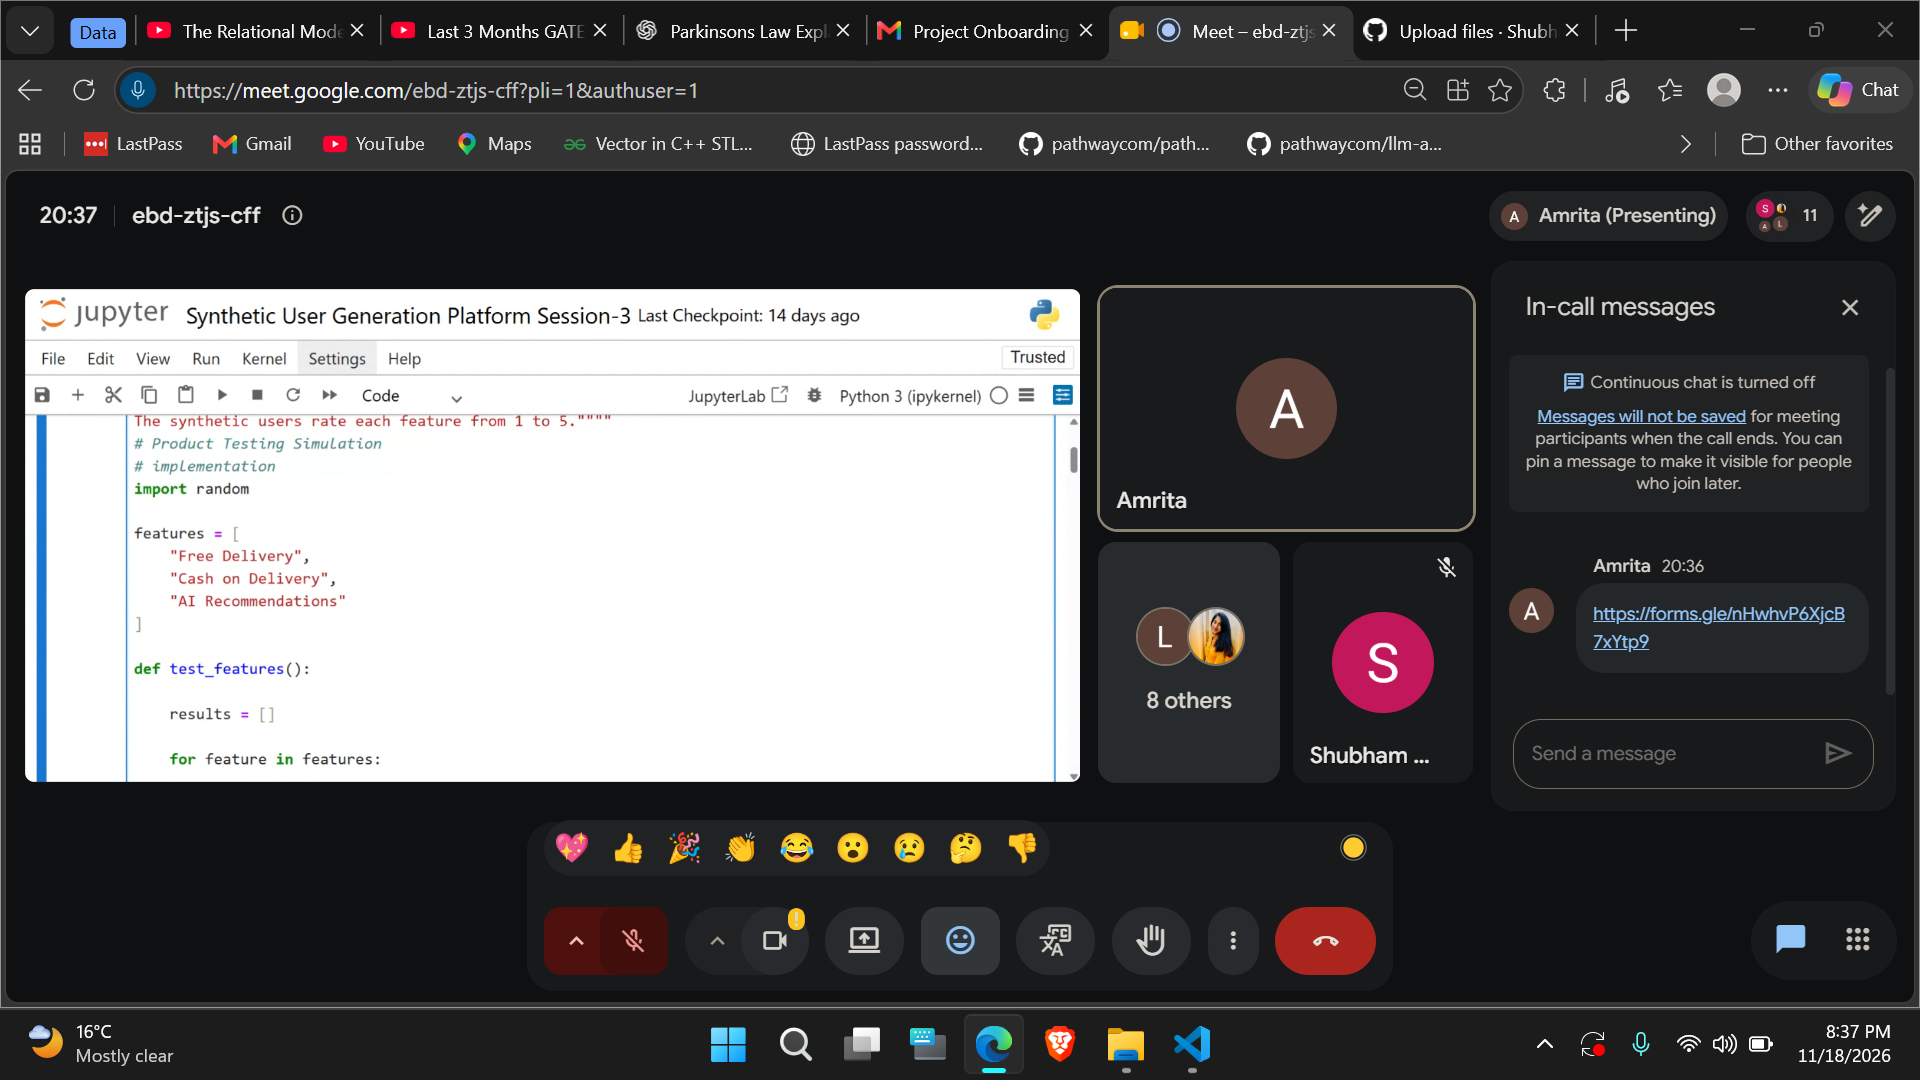 Data
The Relational Mode
Last 3 Months GATE
Parkinsons Law Expl
Project Onboarding
Meet – ebd-ztjs
Upload files · Shubh
https://meet.google.com/ebd-ztjs-cff?pli=1&authuser=1
Chat
LastPass
Gmail
YouTube
Maps
Vector in C++ STL...
LastPass password...
pathwaycom/path...
pathwaycom/llm-a...
Other favorites
20:37
ebd-ztjs-cff
A
Amrita (Presenting)
S
A
L
11
jupyter
Synthetic User Generation Platform Session-3 Last Checkpoint: 14 days ago
File Edit View Run Kernel Settings Help
Trusted
Code
JupyterLab
Python 3 (ipykernel)
The synthetic users rate each feature from 1 to 5.""""
# Product Testing Simulation
# implementation
import random
features = [
"Free Delivery",
"Cash on Delivery",
"AI Recommendations"
]
def test_features():
results = []
for feature in features:
A
Amrita
L
8 others
S
Shubham ...
In-call messages
Continuous chat is turned off
Messages will not be saved for meeting
participants when the call ends. You can
pin a message to make it visible for people
who join later.
Amrita 20:36
A
https://forms.gle/nHwhvP6XjcB
7xYtp9
Send a message
16°C
Mostly clear
8:37 PM
11/18/2026